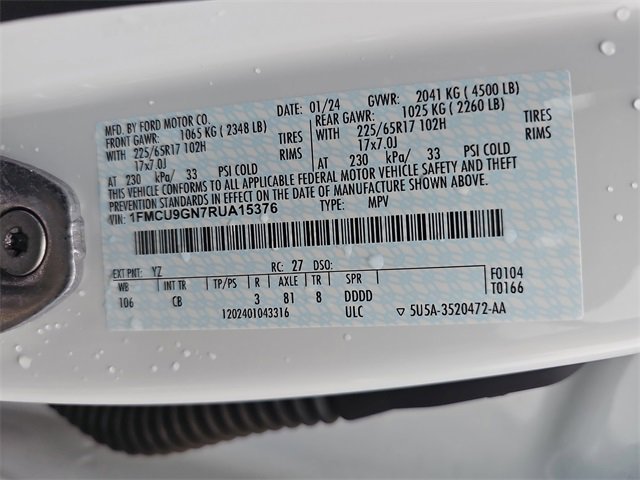 MFD. BY FORD MOTOR CO.
DATE: 01/24 GVWR: 2041 KG ( 4500 LB)
FRONT GAWR: 1065 KG ( 2348 LB)
REAR GAWR: 1025 KG ( 2260 LB)
WITH 225/65R17 102H TIRES
WITH 225/65R17 102H TIRES
17x7.0J RIMS
17x7.0J RIMS
AT 230 kPa/ 33 PSI COLD
AT 230 kPa/ 33 PSI COLD
THIS VEHICLE CONFORMS TO ALL APPLICABLE FEDERAL MOTOR VEHICLE SAFETY AND THEFT
PREVENTION STANDARDS IN EFFECT ON THE DATE OF MANUFACTURE SHOWN ABOVE.
VIN: 1FMCU9GN7RUA15376 TYPE: MPV
EXT PNT: YZ RC: 27 DSO:
WB INT TR TP/PS R AXLE TR SPR
106 CB 3 81 8 DDDD
1202401043316 ULC
F0104
T0166
▽ 5U5A-3520472-AA